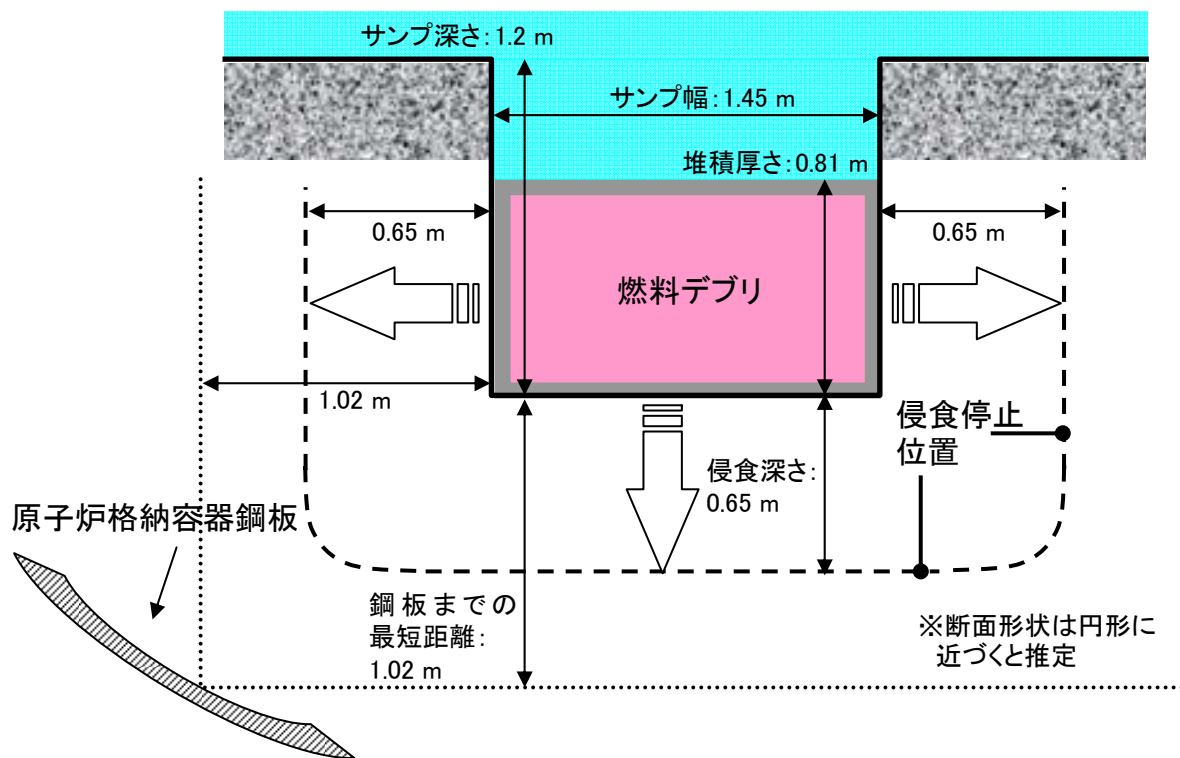 サンプ深さ：1.2 m
サンプ幅：1.45 m
堆積厚さ：0.81 m
0.65 m
0.65 m
燃料デブリ
1.02 m
侵食停止
位置
侵食深さ：
0.65 m
原子炉格納容器鋼板
鋼板までの
最短距離：
1.02 m
※断面形状は円形に
近づくと推定